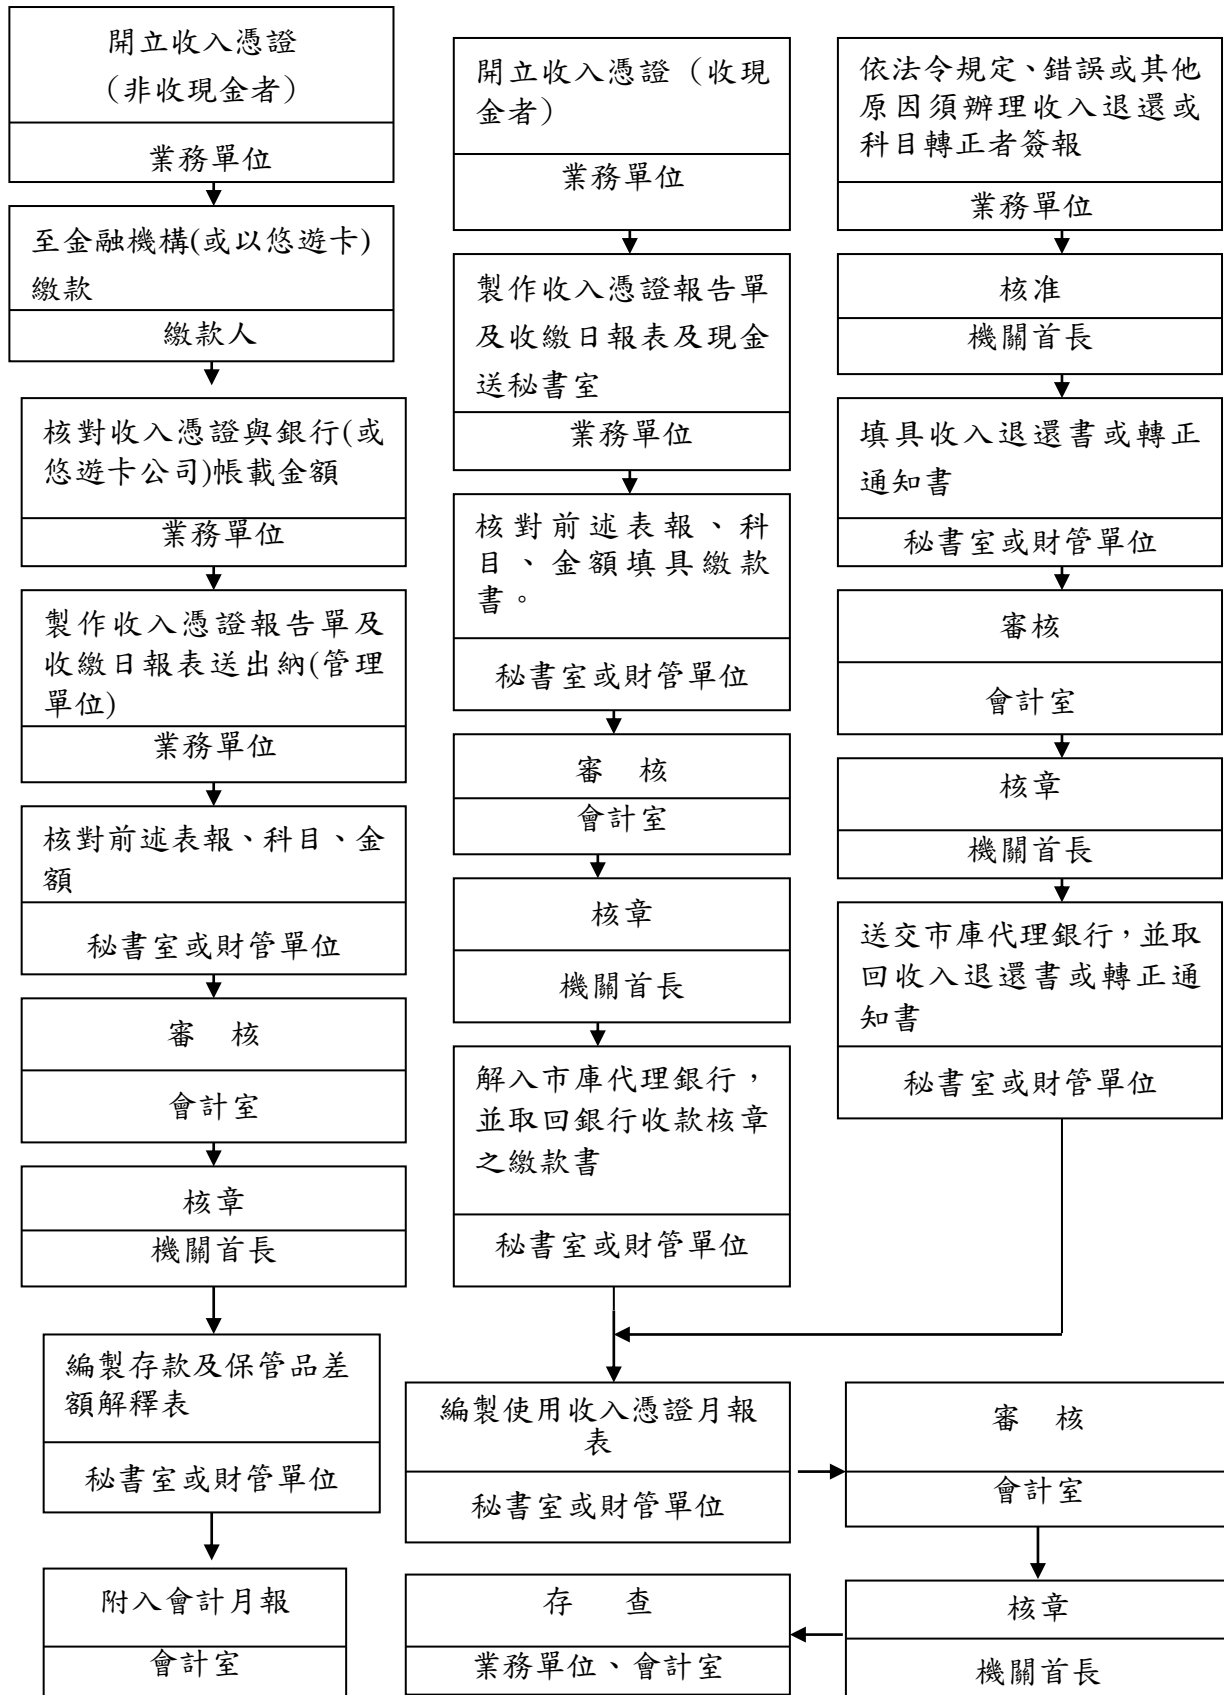 開立收入憑證
（非收現金者）
業務單位
至金融機構(或以悠遊卡)
繳款
繳款人
核對收入憑證與銀行(或
悠遊卡公司)帳載金額
業務單位
製作收入憑證報告單及
收繳日報表送出納(管理
單位)
業務單位
核對前述表報、科目、金
額
秘書室或財管單位
審　核
會計室
核章
機關首長
編製存款及保管品差
額解釋表
秘書室或財管單位
附入會計月報
會計室
開立收入憑證（收現
金者）
業務單位
製作收入憑證報告單
及收繳日報表及現金
送秘書室
業務單位
核對前述表報、科
目、金額填具繳款
書。
秘書室或財管單位
審　核
會計室
核章
機關首長
解入市庫代理銀行，
並取回銀行收款核章
之繳款書
秘書室或財管單位
依法令規定、錯誤或其他
原因須辦理收入退還或
科目轉正者簽報
業務單位
核准
機關首長
填具收入退還書或轉正
通知書
秘書室或財管單位
審核
會計室
核章
機關首長
送交市庫代理銀行，並取
回收入退還書或轉正通
知書
秘書室或財管單位
編製使用收入憑證月報
表
秘書室或財管單位
審　核
會計室
核章
機關首長
存　查
業務單位、會計室